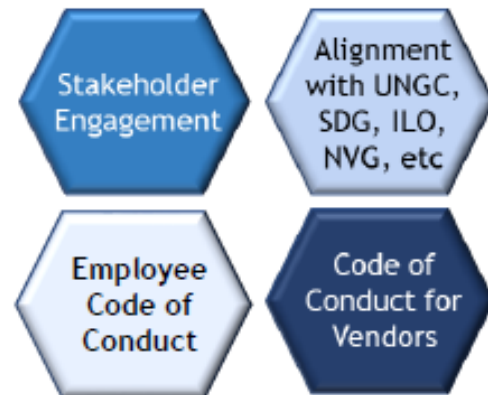 Stakeholder
Engagement
Alignment
with UNGC,
SDG, ILO,
NVG, etc
Employee
Code of
Conduct
Code of
Conduct for
Vendors